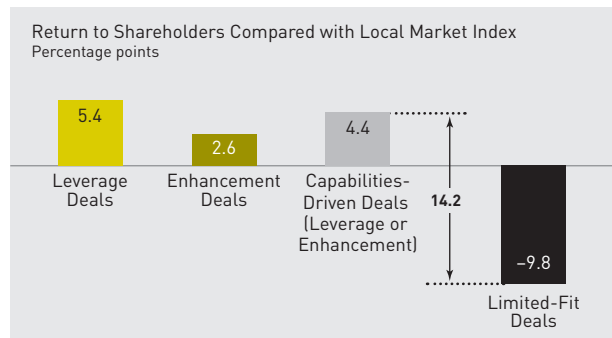 Return to Shareholders Compared with Local Market Index
Percentage points
5.4
2.6
4.4
14.2
–9.8
Leverage
Deals
Enhancement
Deals
Capabilities-
Driven Deals
(Leverage or
Enhancement)
Limited-Fit
Deals